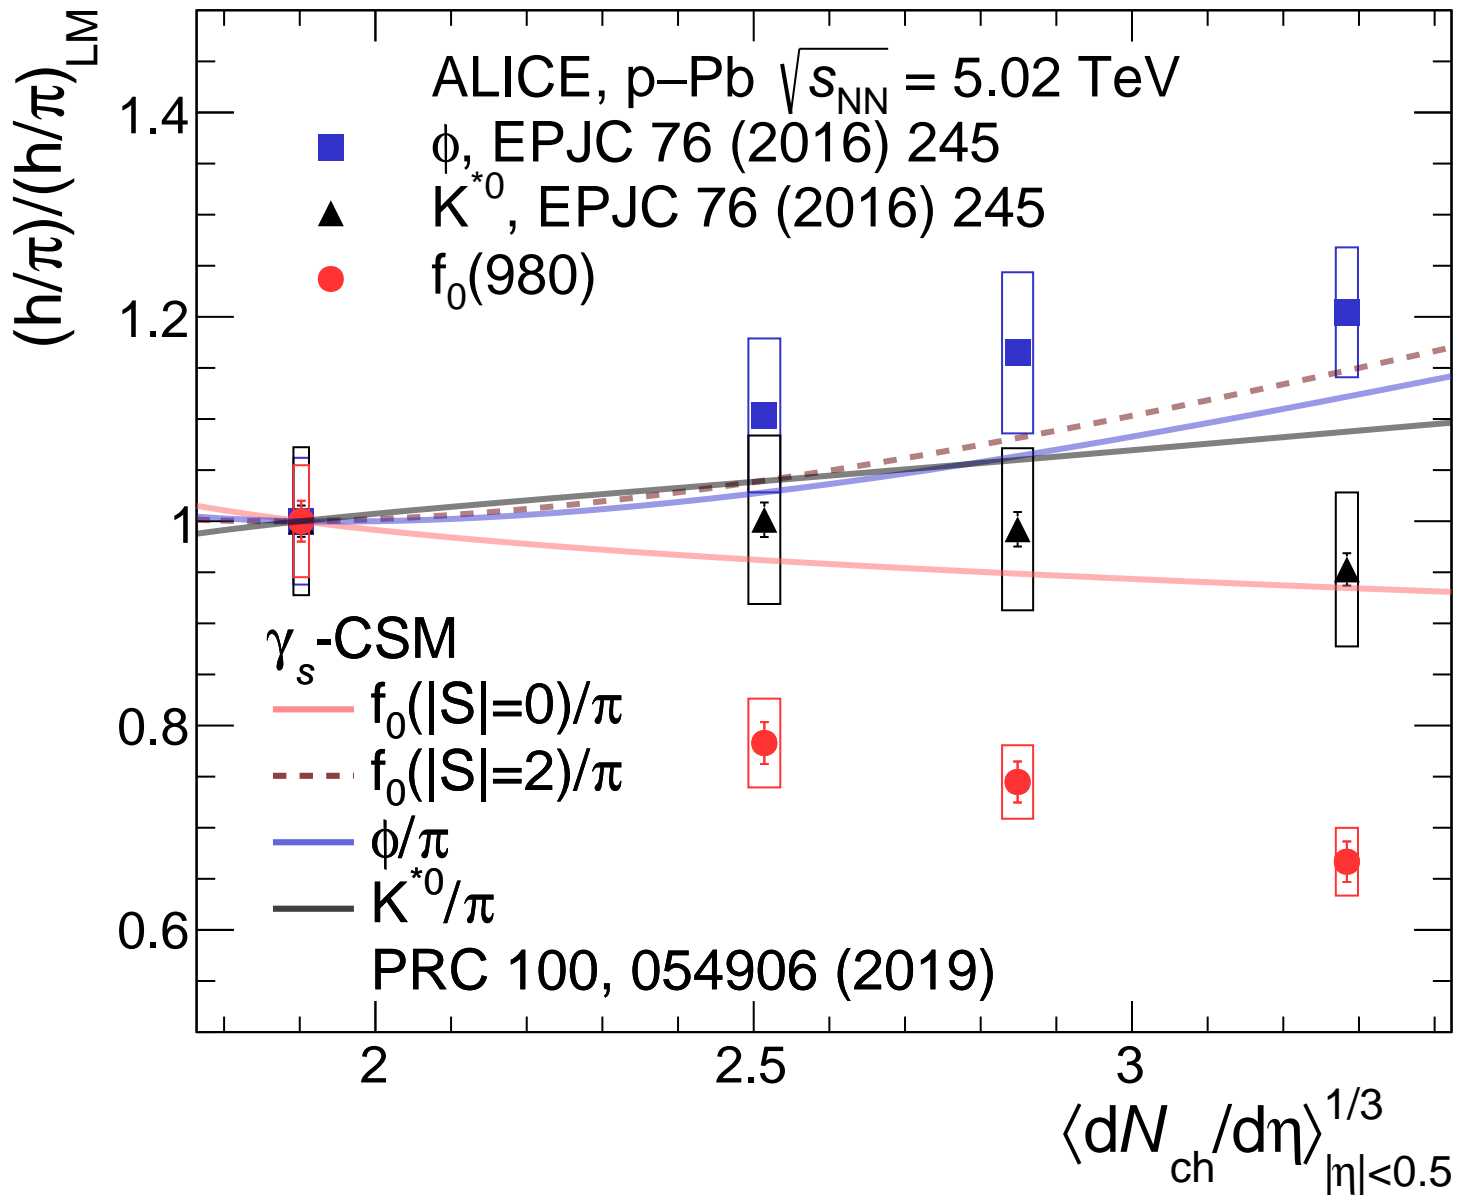 (h/π)/(h/π)LM
ALICE, p–Pb √sNN = 5.02 TeV
ϕ, EPJC 76 (2016) 245
K*0, EPJC 76 (2016) 245
f0(980)
1.4
1.2
1
0.8
0.6
γs-CSM
f0(|S|=0)/π
f0(|S|=2)/π
ϕ/π
K*0/π
PRC 100, 054906 (2019)
2 2.5 3
⟨dNch/dη⟩1/3|η|<0.5